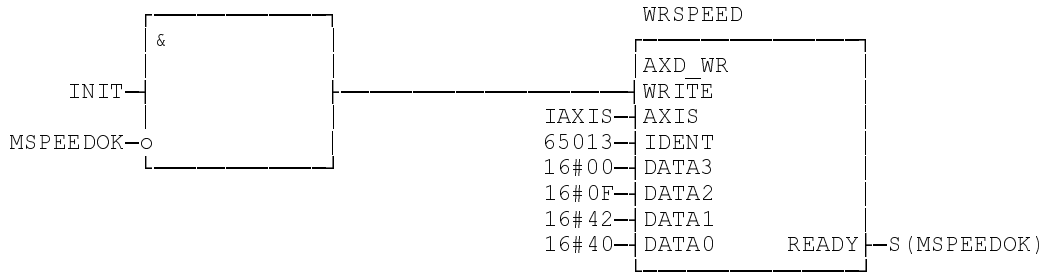 WRSPEED
&
AXD_WR
INIT WRITE
IAXIS AXIS
MSPEEDOK 65013 IDENT
16#00 DATA3
16#0F DATA2
16#42 DATA1
16#40 DATA0 READY S(MSPEEDOK)